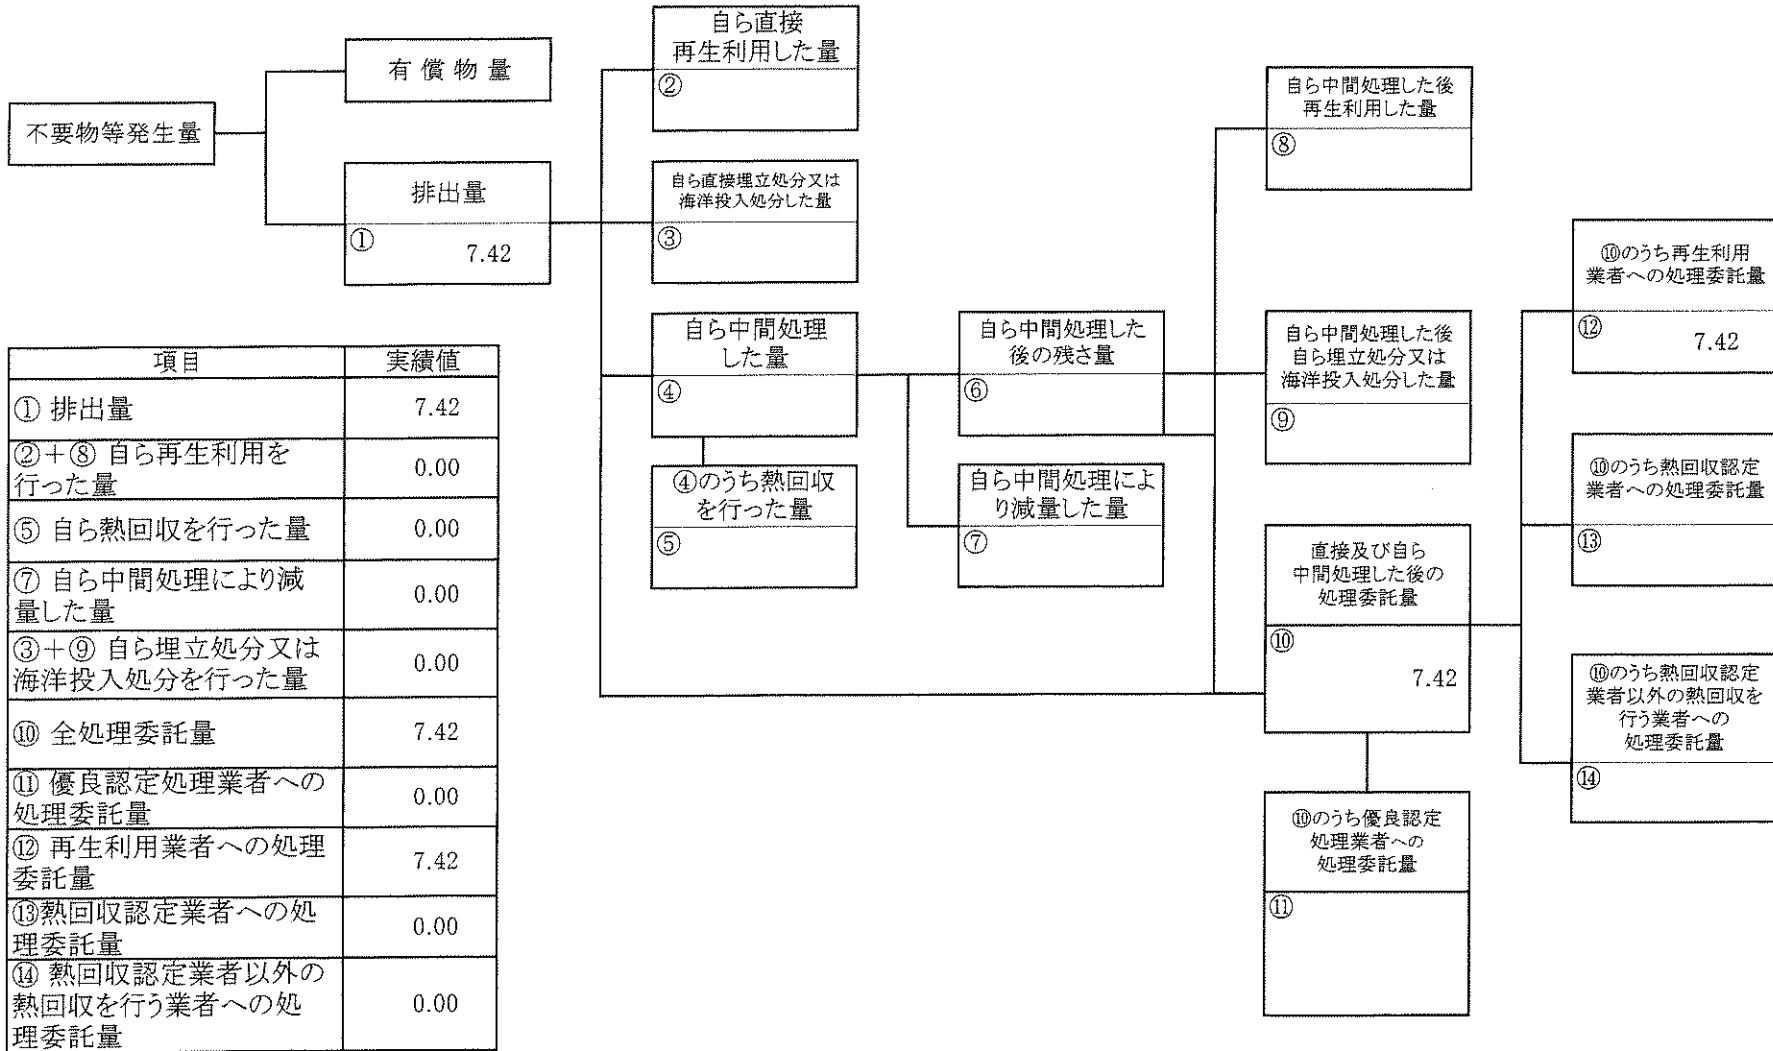 不要物等発生量
有償物量
排出量
①
7.42
自ら直接
再生利用した量
②
自ら直接埋立処分又は
海洋投入処分した量
③
自ら中間処理
した量
④
④のうち熱回収
を行った量
⑤
自ら中間処理した
後の残さ量
⑥
自ら中間処理によ
り減量した量
⑦
自ら中間処理した後
再生利用した量
⑧
自ら中間処理した後
自ら埋立処分又は
海洋投入処分した量
⑨
直接及び自ら
中間処理した後の
処理委託量
⑩
7.42
⑩のうち優良認定
処理業者への
処理委託量
⑪
⑩のうち再生利用
業者への処理委託量
⑫
7.42
⑩のうち熱回収認定
業者への処理委託量
⑬
⑩のうち熱回収認定
業者以外の熱回収を
行う業者への
処理委託量
⑭
項目 実績値
① 排出量 7.42
②+⑧ 自ら再生利用を
行った量 0.00
⑤ 自ら熱回収を行った量 0.00
⑦ 自ら中間処理により減
量した量 0.00
③+⑨ 自ら埋立処分又は
海洋投入処分を行った量 0.00
⑩ 全処理委託量 7.42
⑪ 優良認定処理業者への
処理委託量 0.00
⑫ 再生利用業者への処理
委託量 7.42
⑬熱回収認定業者への処
理委託量 0.00
⑭ 熱回収認定業者以外の
熱回収を行う業者への処
理委託量 0.00